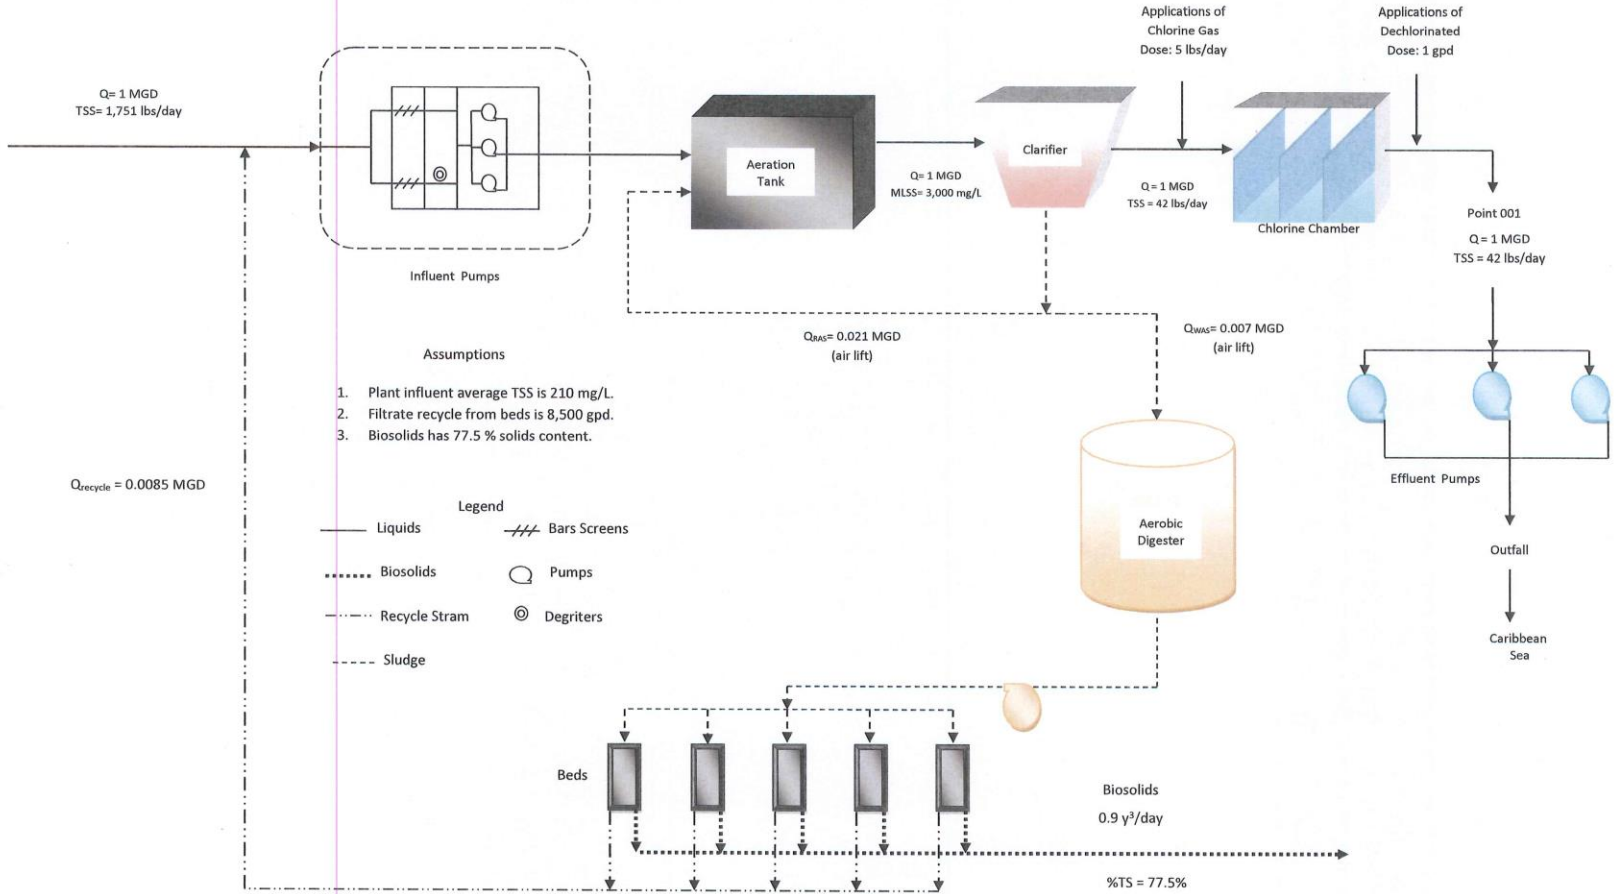 Applications of
Chlorine Gas
Dose: 5 lbs/day
Applications of
Dechlorinated
Dose: 1 gpd
Q= 1 MGD
TSS= 1,751 lbs/day
Aeration
Tank
Clarifier
Q= 1 MGD
MLSS= 3,000 mg/L
Q = 1 MGD
TSS = 42 lbs/day
Chlorine Chamber
Point 001
Q = 1 MGD
TSS = 42 lbs/day
Influent Pumps
QRAS= 0.021 MGD
(air lift)
QWAS= 0.007 MGD
(air lift)
Assumptions
1. Plant influent average TSS is 210 mg/L.
2. Filtrate recycle from beds is 8,500 gpd.
3. Biosolids has 77.5 % solids content.
Qrecycle = 0.0085 MGD
Effluent Pumps
Legend
Liquids
Bars Screens
Biosolids
Pumps
Recycle Stram
Degriters
Sludge
Aerobic
Digester
Outfall
Caribbean
Sea
Beds
Biosolids
0.9 y³/day
%TS = 77.5%